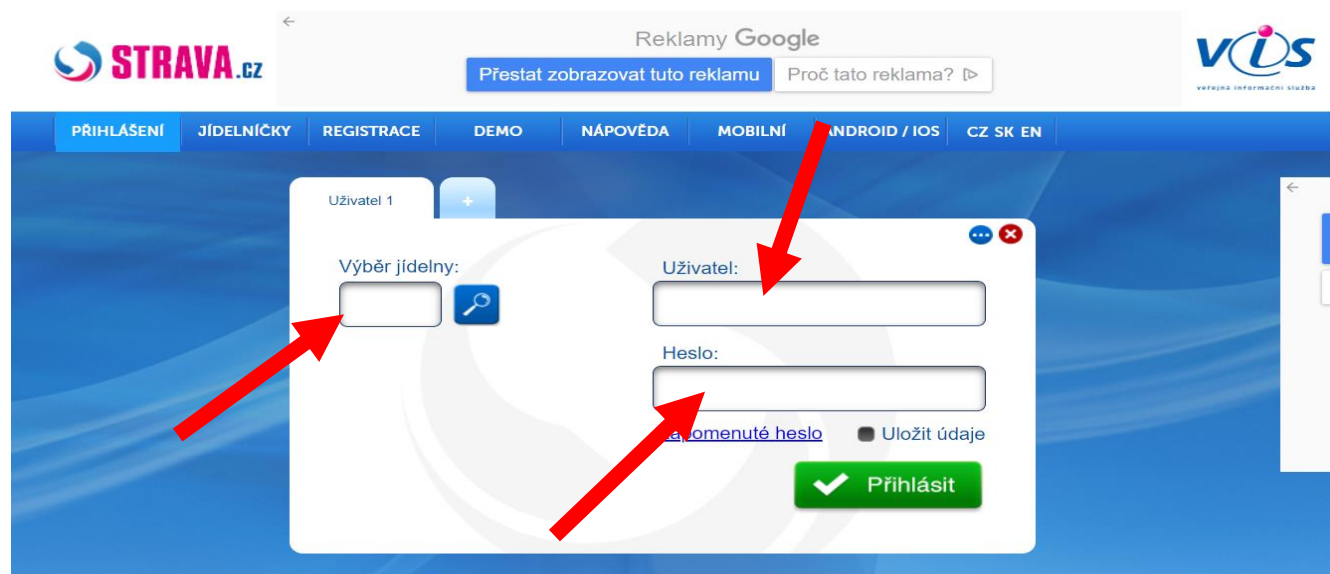 STRAVA.cz
Reklamy Google
Přestat zobrazovat tuto reklamu
Proč tato reklama?
VIS
veřejná informační služba
PŘIHLÁŠENÍ JÍDELNÍČKY REGISTRACE DEMO NÁPOVĚDA MOBILNÍ ANDROID / IOS CZ SK EN
Uživatel 1
+
Výběr jídelny:
Uživatel:
Heslo:
heslo
Uložit údaje
Přihlásit